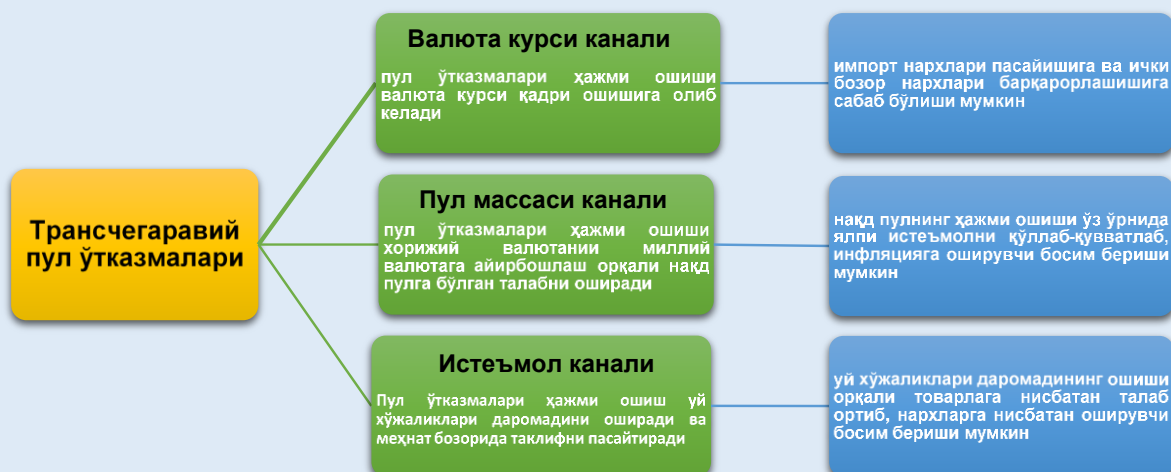 Трансчегаравий
пул ўтказмалари
Валюта курси канали
пул ўтказмалари ҳажми ошиши
валюта курси қадри ошишига олиб
келади
импорт нархлари пасайишига ва ички
бозор нархлари барқарорлашишига
сабаб бўлиши мумкин
Пул массаси канали
пул ўтказмалари ҳажми ошиши
хорижий валютании миллий
валютага айирбошлаш орқали нақд
пулга бўлган талабни оширади
нақд пулнинг ҳажми ошиши ўз ўрнида
ялпи истеъмолни қўллаб-қувватлаб,
инфляцияга оширувчи босим бериши
мумкин
Истеъмол канали
Пул ўтказмалари ҳажми ошиш уй
хўжаликлари даромадини оширади ва
меҳнат бозорида таклифни пасайтиради
уй хўжаликлари даромадининг ошиши
орқали товарларга нисбатан талаб
ортиб, нархларга нисбатан оширувчи
босим бериши мумкин